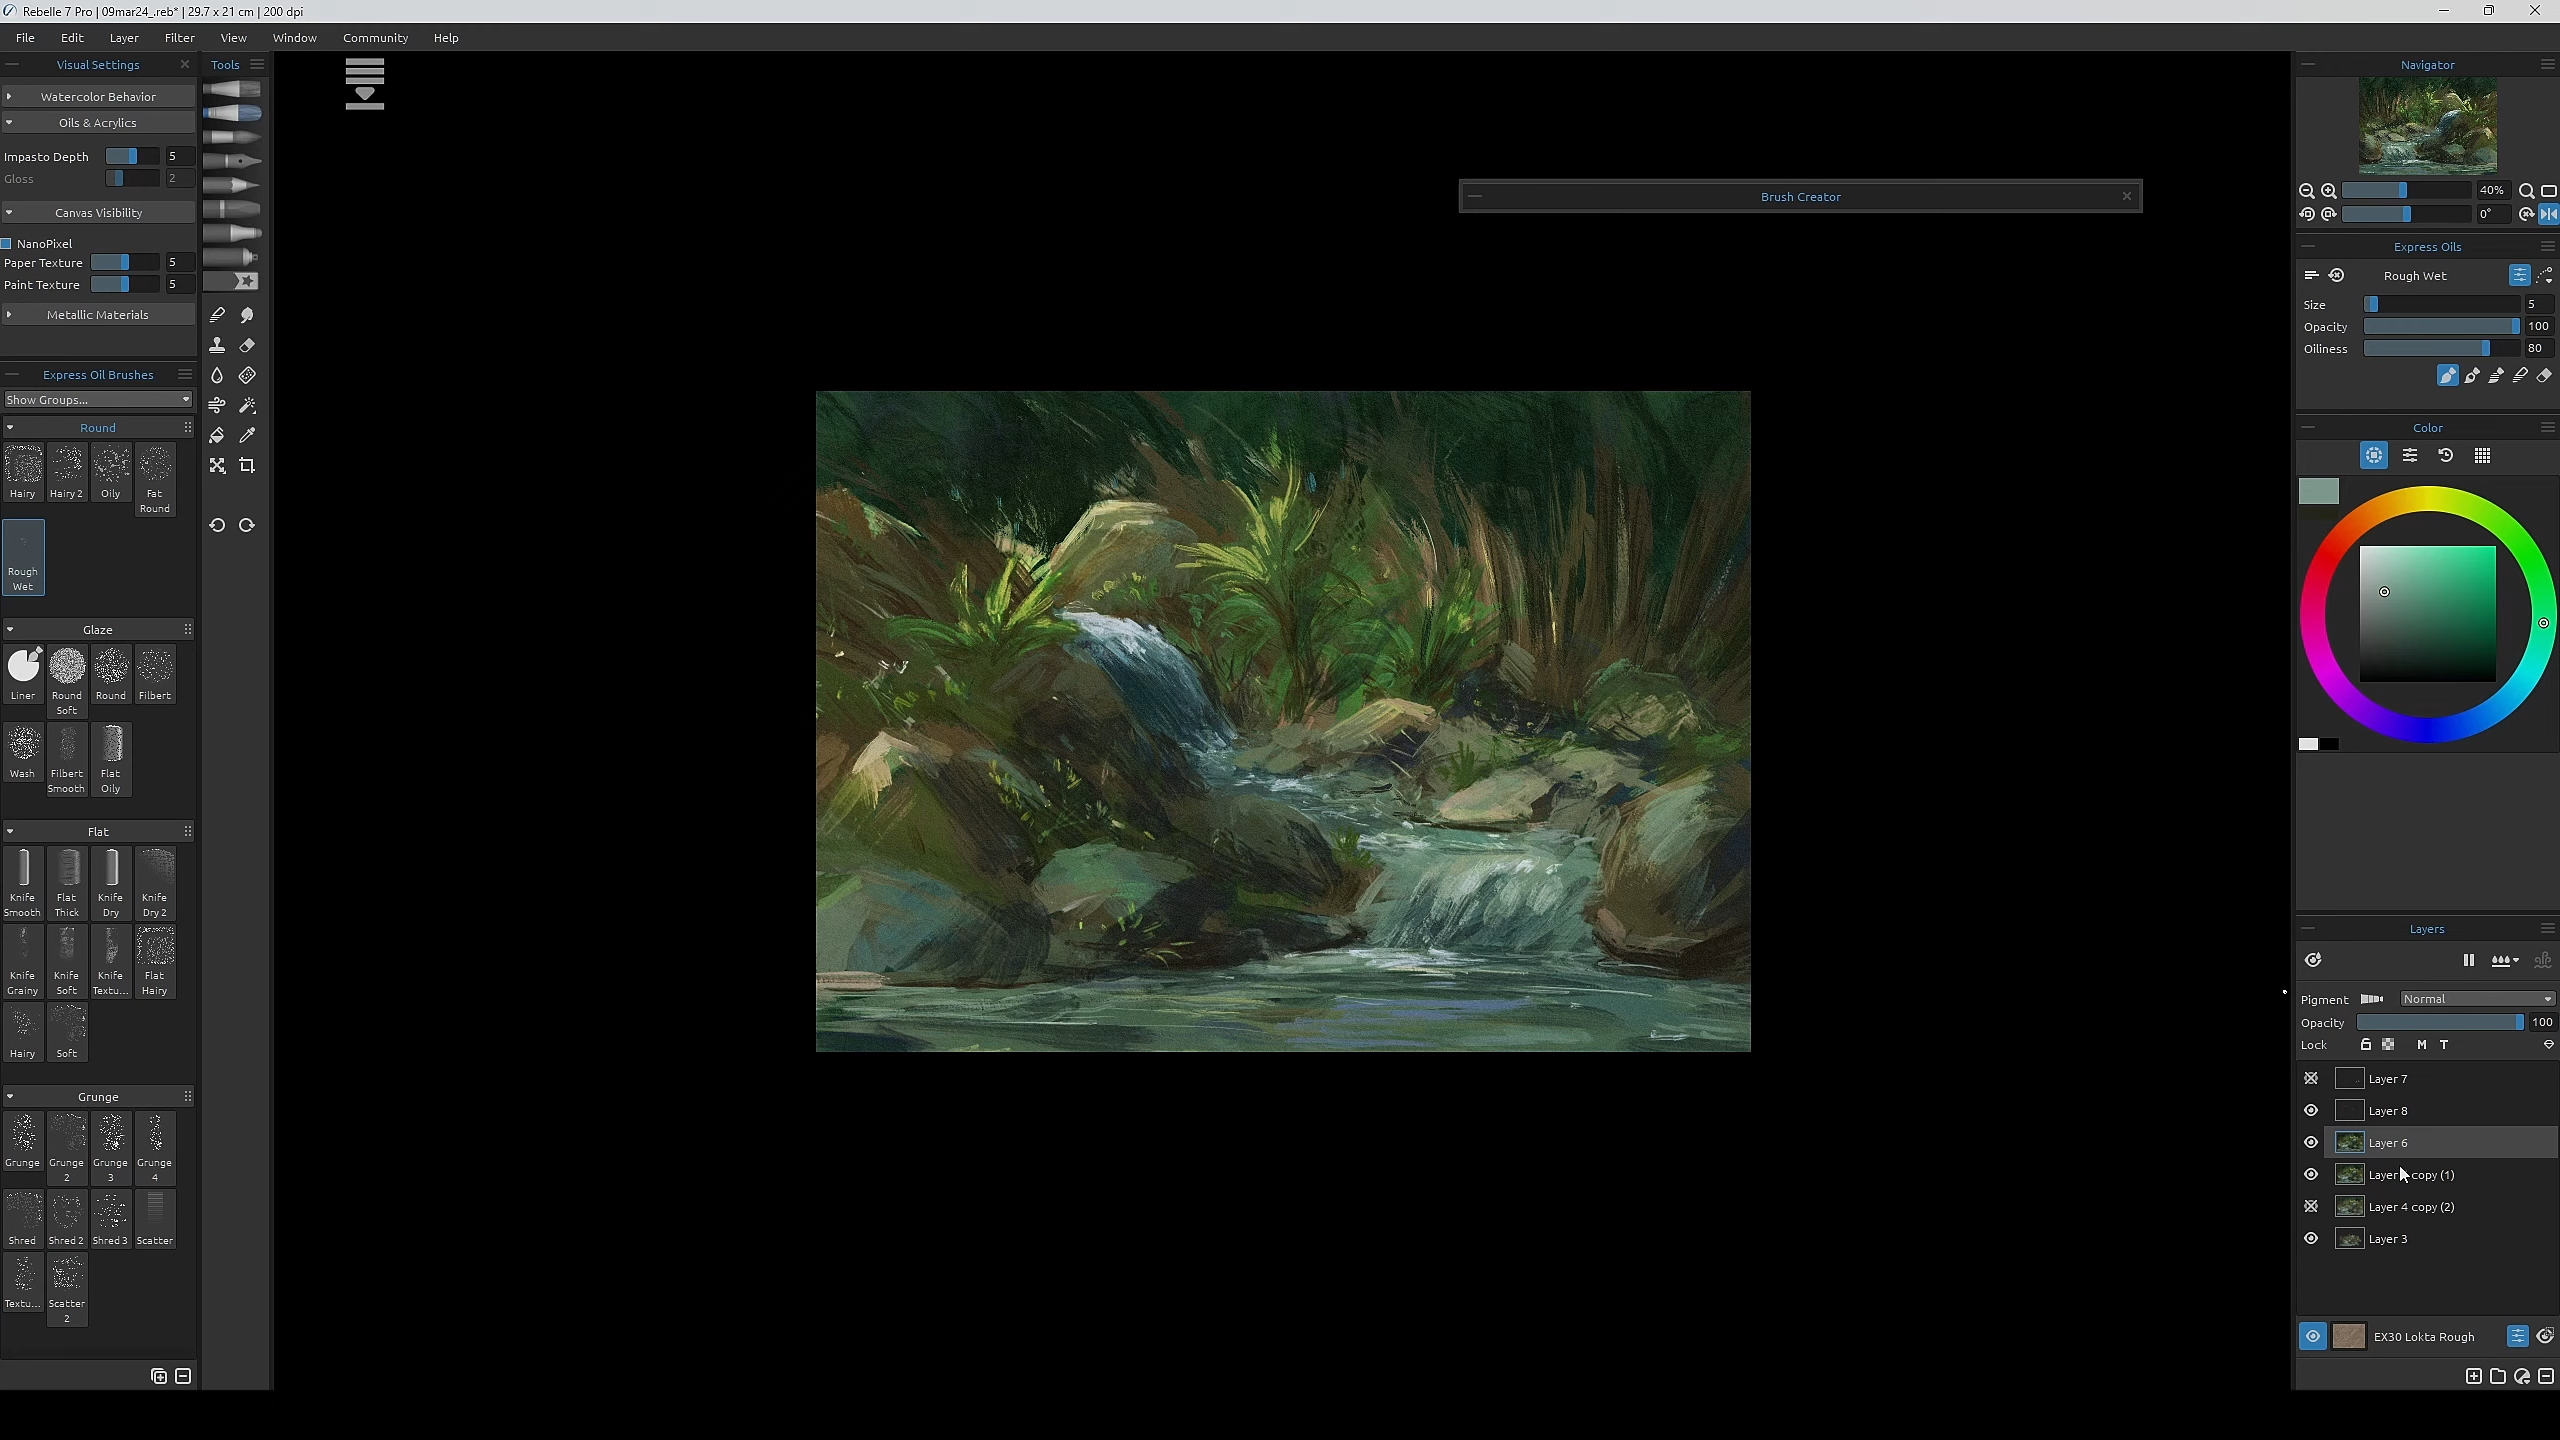 Rebelle 7 Pro | 09mar24_.reb* | 29.7 x 21 cm | 200 dpi
File Edit Layer Filter View Window Community Help
Visual Settings
Watercolor Behavior
Oils & Acrylics
Impasto Depth 5
Gloss 2
Canvas Visibility
NanoPixel
Paper Texture 5
Paint Texture 5
Metallic Materials
Express Oil Brushes
Show Groups...
Round
Hairy Hairy 2 Oily Fat Round
Rough Wet
Glaze
Liner Round Soft Round Filbert
Wash Filbert Smooth Flat Oily
Flat
Knife Smooth Flat Thick Knife Dry Knife Dry 2
Knife Grainy Knife Soft Knife Textu... Flat Hairy
Hairy Soft
Grunge
Grunge Grunge 2 Grunge 3 Grunge 4
Shred Shred 2 Shred 3 Scatter
Textu... Scatter 2
Tools
Brush Creator
Navigator
40%
0°
Express Oils
Rough Wet
Size 5
Opacity 100
Oiliness 80
Color
Layers
Pigment Normal
Opacity 100
Lock M T
Layer 7
Layer 8
Layer 6
Layer copy (1)
Layer 4 copy (2)
Layer 3
EX30 Lokta Rough